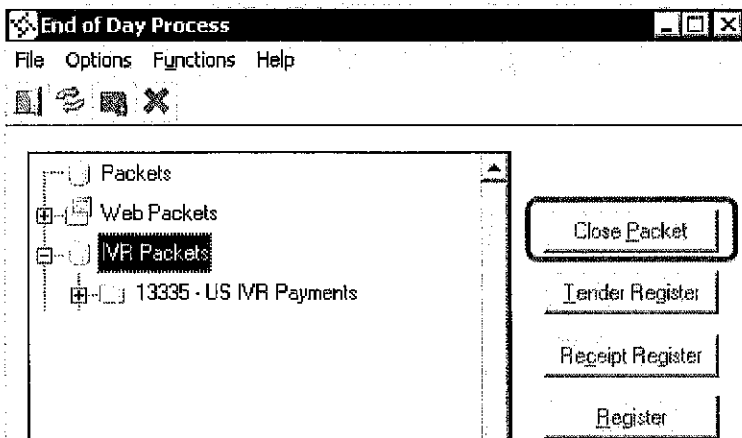 End of Day Process
File Options Functions Help
Packets
Web Packets
IVR Packets
13335 - US IVR Payments
Close Packet
Tender Register
Receipt Register
Register